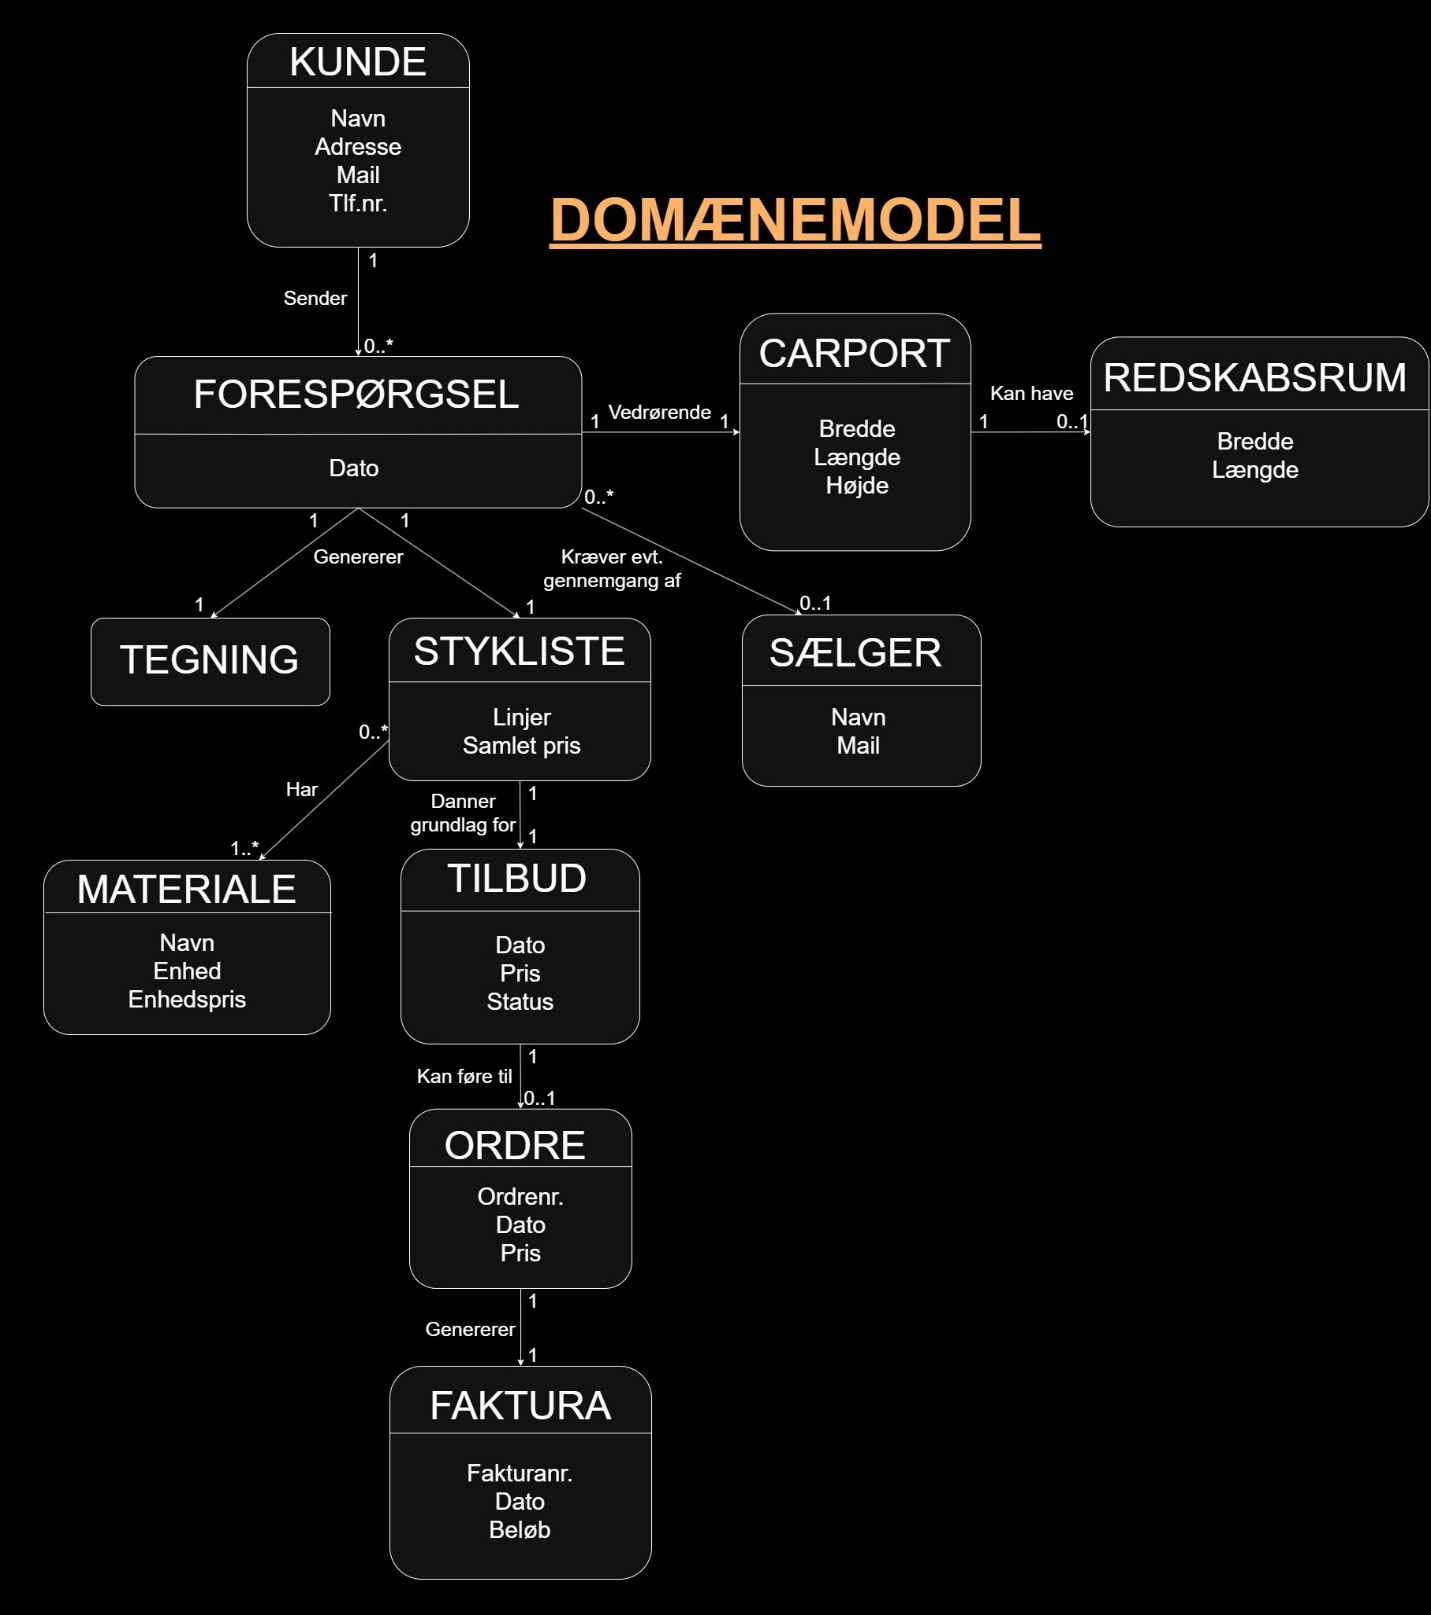 KUNDE
Navn
Adresse
Mail
Tlf.nr.
DOMÆNEMODEL
1
Sender
0..*
FORESPØRGSEL
Dato
1 Vedrørende 1
CARPORT
Bredde
Længde
Højde
Kan have
1 0..1
REDSKABSRUM
Bredde
Længde
0..*
1 1
Genererer
Kræver evt.
gennemgang af
1
1
0..1
TEGNING
STYKLISTE
Linjer
Samlet pris
SÆLGER
Navn
Mail
0..*
Har
1..*
1
Danner
grundlag for
1
MATERIALE
Navn
Enhed
Enhedspris
TILBUD
Dato
Pris
Status
1
Kan føre til
0..1
ORDRE
Ordrenr.
Dato
Pris
1
Genererer
1
FAKTURA
Fakturanr.
Dato
Beløb